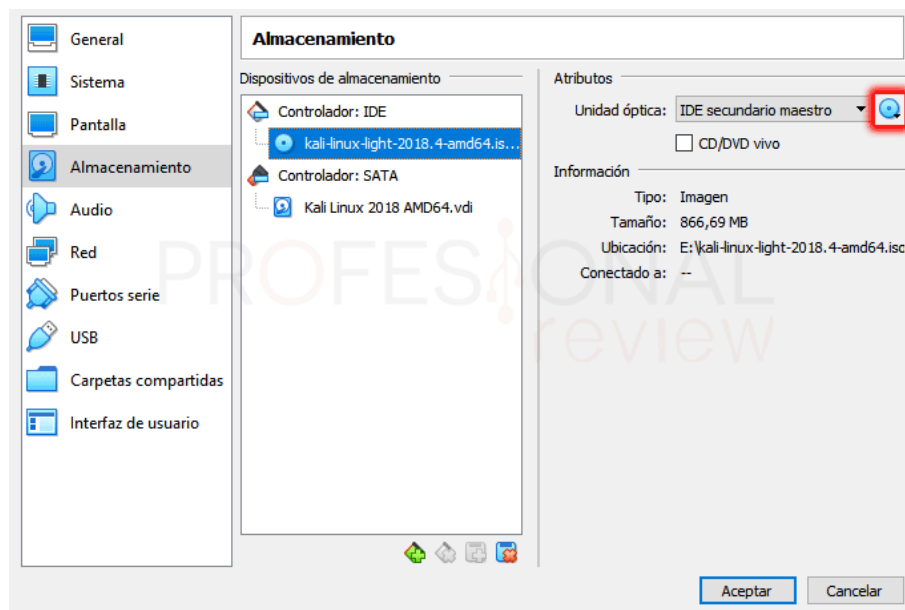 General
Sistema
Pantalla
Almacenamiento
Audio
Red
Puertos serie
USB
Carpetas compartidas
Interfaz de usuario
Almacenamiento
Dispositivos de almacenamiento
Controlador: IDE
kali-linux-light-2018.4-amd64.is...
Controlador: SATA
Kali Linux 2018 AMD64.vdi
Atributos
Unidad óptica: IDE secundario maestro
CD/DVD vivo
Información
Tipo: Imagen
Tamaño: 866,69 MB
Ubicación: E:\kali-linux-light-2018.4-amd64.iso
Conectado a: --
PROFESIONAL
review
Aceptar Cancelar